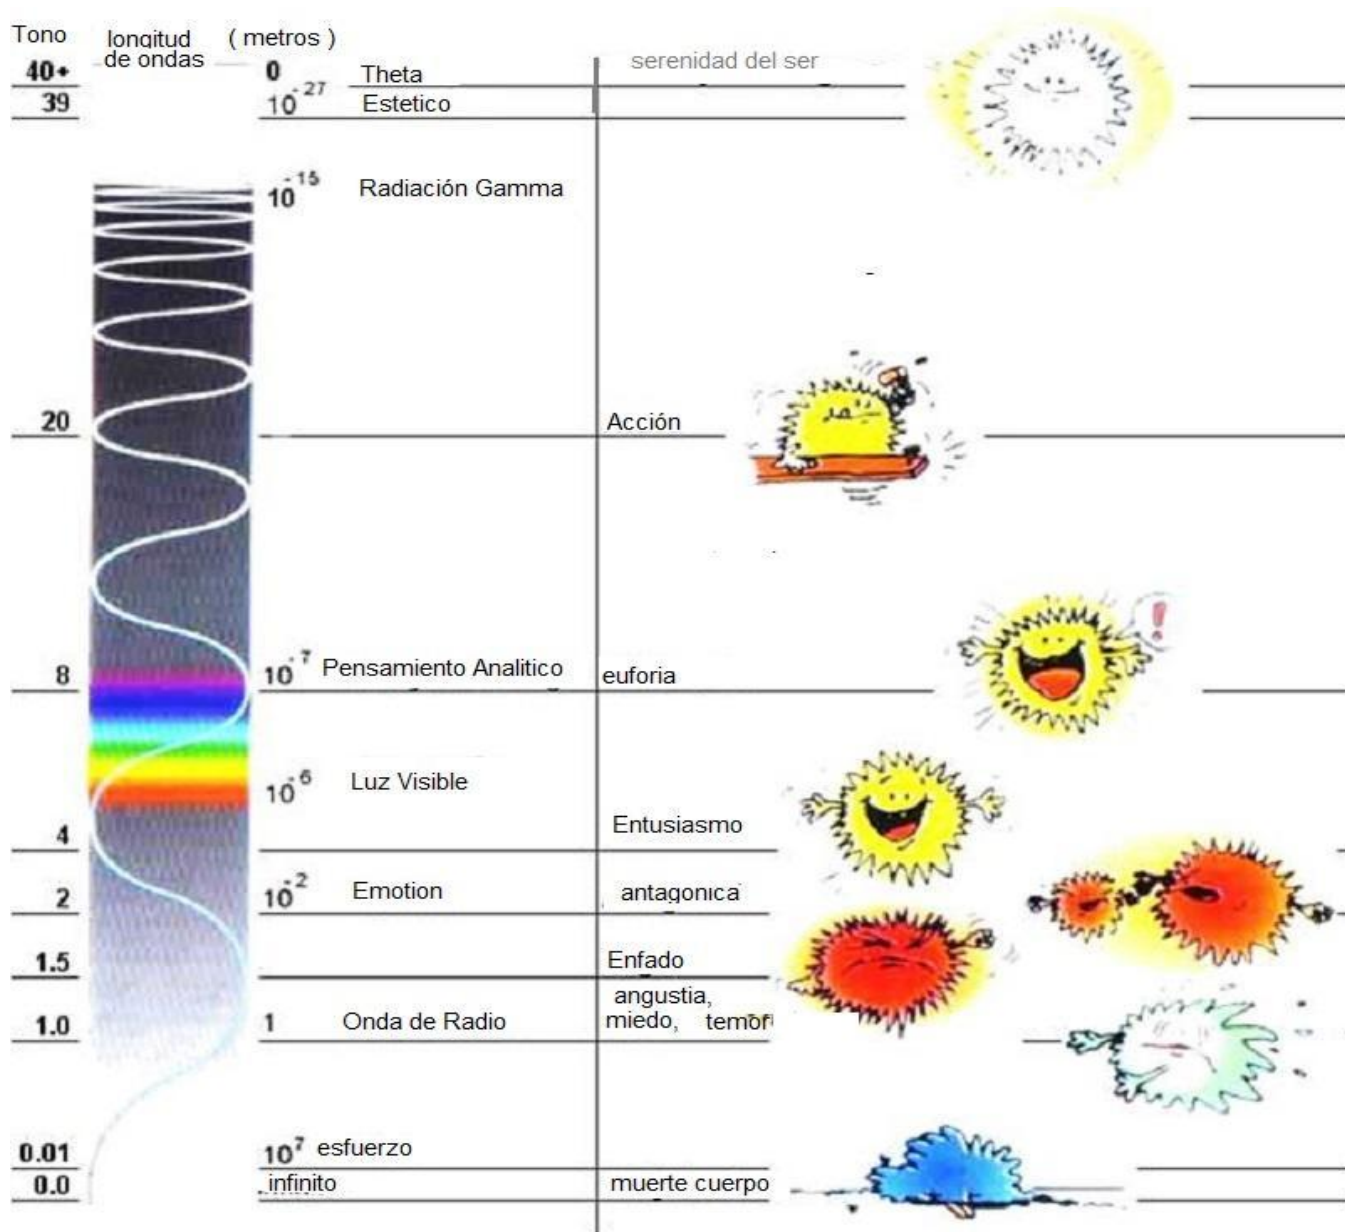 Tono longitud de ondas ( metros )
40+ 0 Theta serenidad del ser
39 10-27 Estetico
10-15 Radiación Gamma
20 Acción
!
8 10-7 Pensamiento Analitico euforia
10-6 Luz Visible
4 Entusiasmo
2 10-2 Emotion antagonica
1.5 Enfado
angustia,
1.0 1 Onda de Radio miedo, temor
0.01 107 esfuerzo
0.0 infinito muerte cuerpo